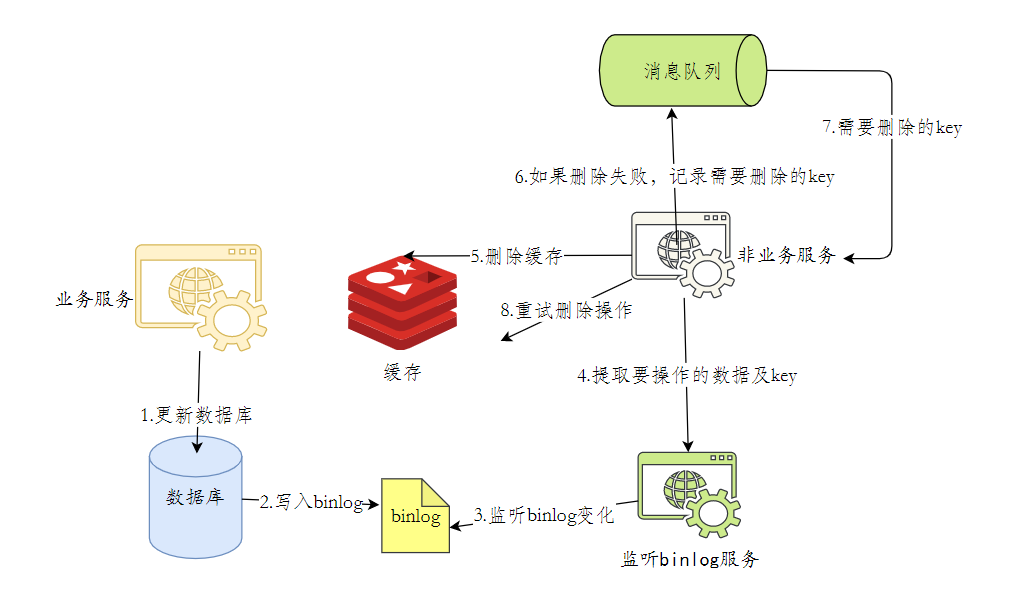 消息队列
7.需要删除的key
6.如果删除失败，记录需要删除的key
5.删除缓存
非业务服务
业务服务
8.重试删除操作
缓存
4.提取要操作的数据及key
1.更新数据库
数据库
2.写入binlog
binlog
3.监听binlog变化
监听binlog服务